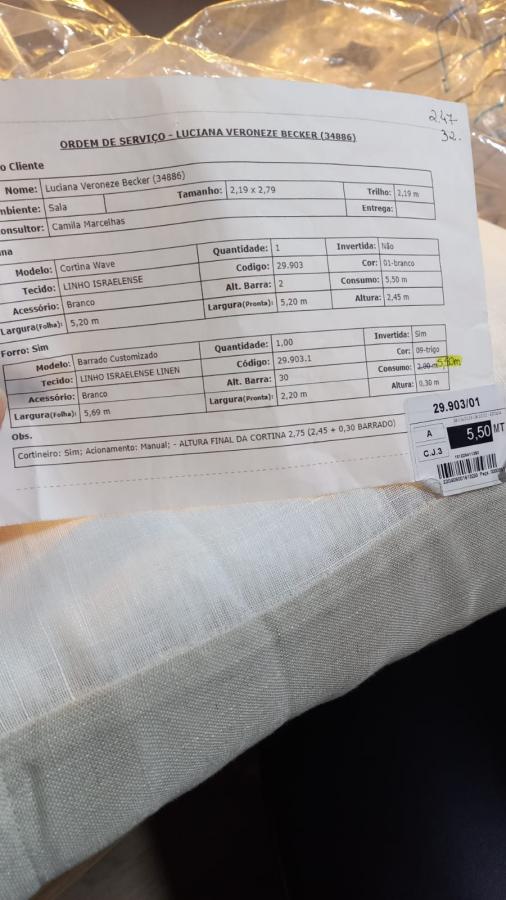 247
32.
ORDEM DE SERVIÇO - LUCIANA VERONEZE BECKER (34886)
o Cliente
Nome: Luciana Veroneze Becker (34886)
mbiente: Sala Tamanho: 2,19 x 2,79 Trilho: 2,19 m
onsultor: Camila Marcelhas Entrega:
na
Modelo: Cortina Wave Quantidade: 1 Invertida: Não
Tecido: LINHO ISRAELENSE Codigo: 29.903 Cor: 01-branco
Acessório: Branco Alt. Barra: 2 Consumo: 5,50 m
Largura(Folha): 5,20 m Largura(Pronta): 5,20 m Altura: 2,45 m
Forro: Sim
Modelo: Barrado Customizado Quantidade: 1,00 Invertida: Sim
Tecido: LINHO ISRAELENSE LINEN Código: 29.903.1 Cor: 09-trigo
Acessório: Branco Alt. Barra: 30 Consumo: 2,00 m 5,90m
Largura(Folha): 5,69 m Largura(Pronta): 2,20 m Altura: 0,30 m
Obs.
Cortineiro: Sim; Acionamento: Manual; - ALTURA FINAL DA CORTINA 2,75 (2,45 + 0,30 BARRADO)
29.903/01
A 5,50 MT
C.J.3